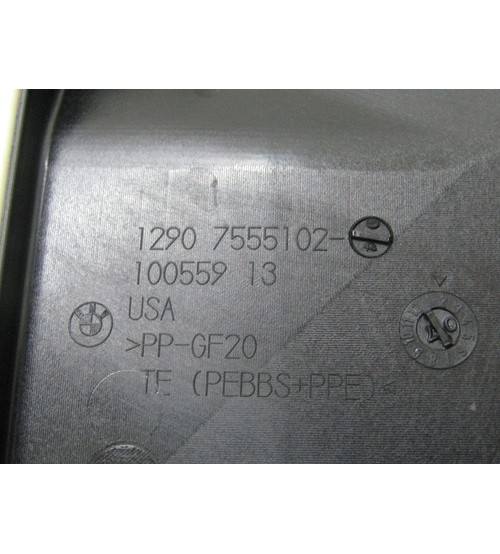 1290 7555102-
100559 13
USA
>PP-GF20
TE (PEBBS+PPE)<